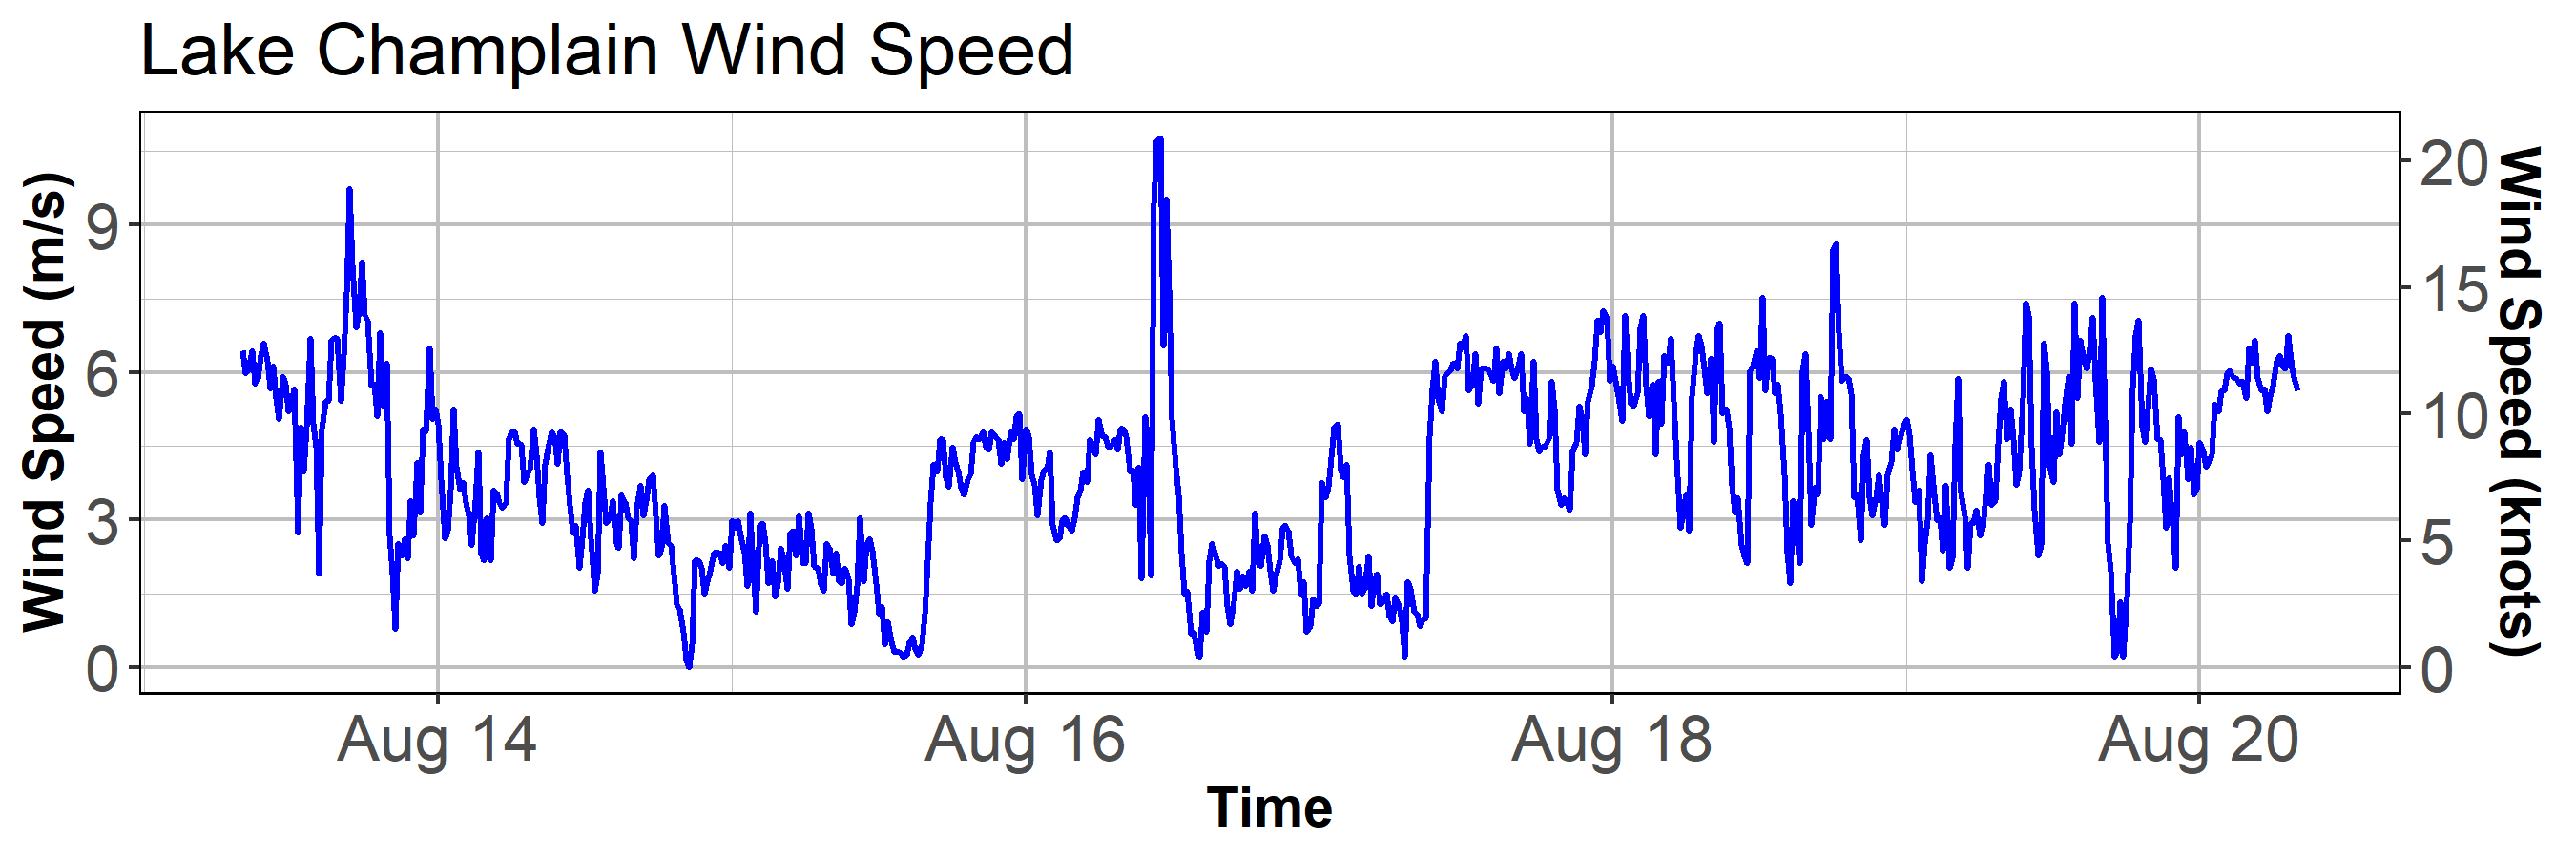 Lake Champlain Wind Speed
Wind Speed (m/s)
9
6
3
0
20
15
10
5
0
Wind Speed (knots)
Aug 14
Aug 16
Aug 18
Aug 20
Time